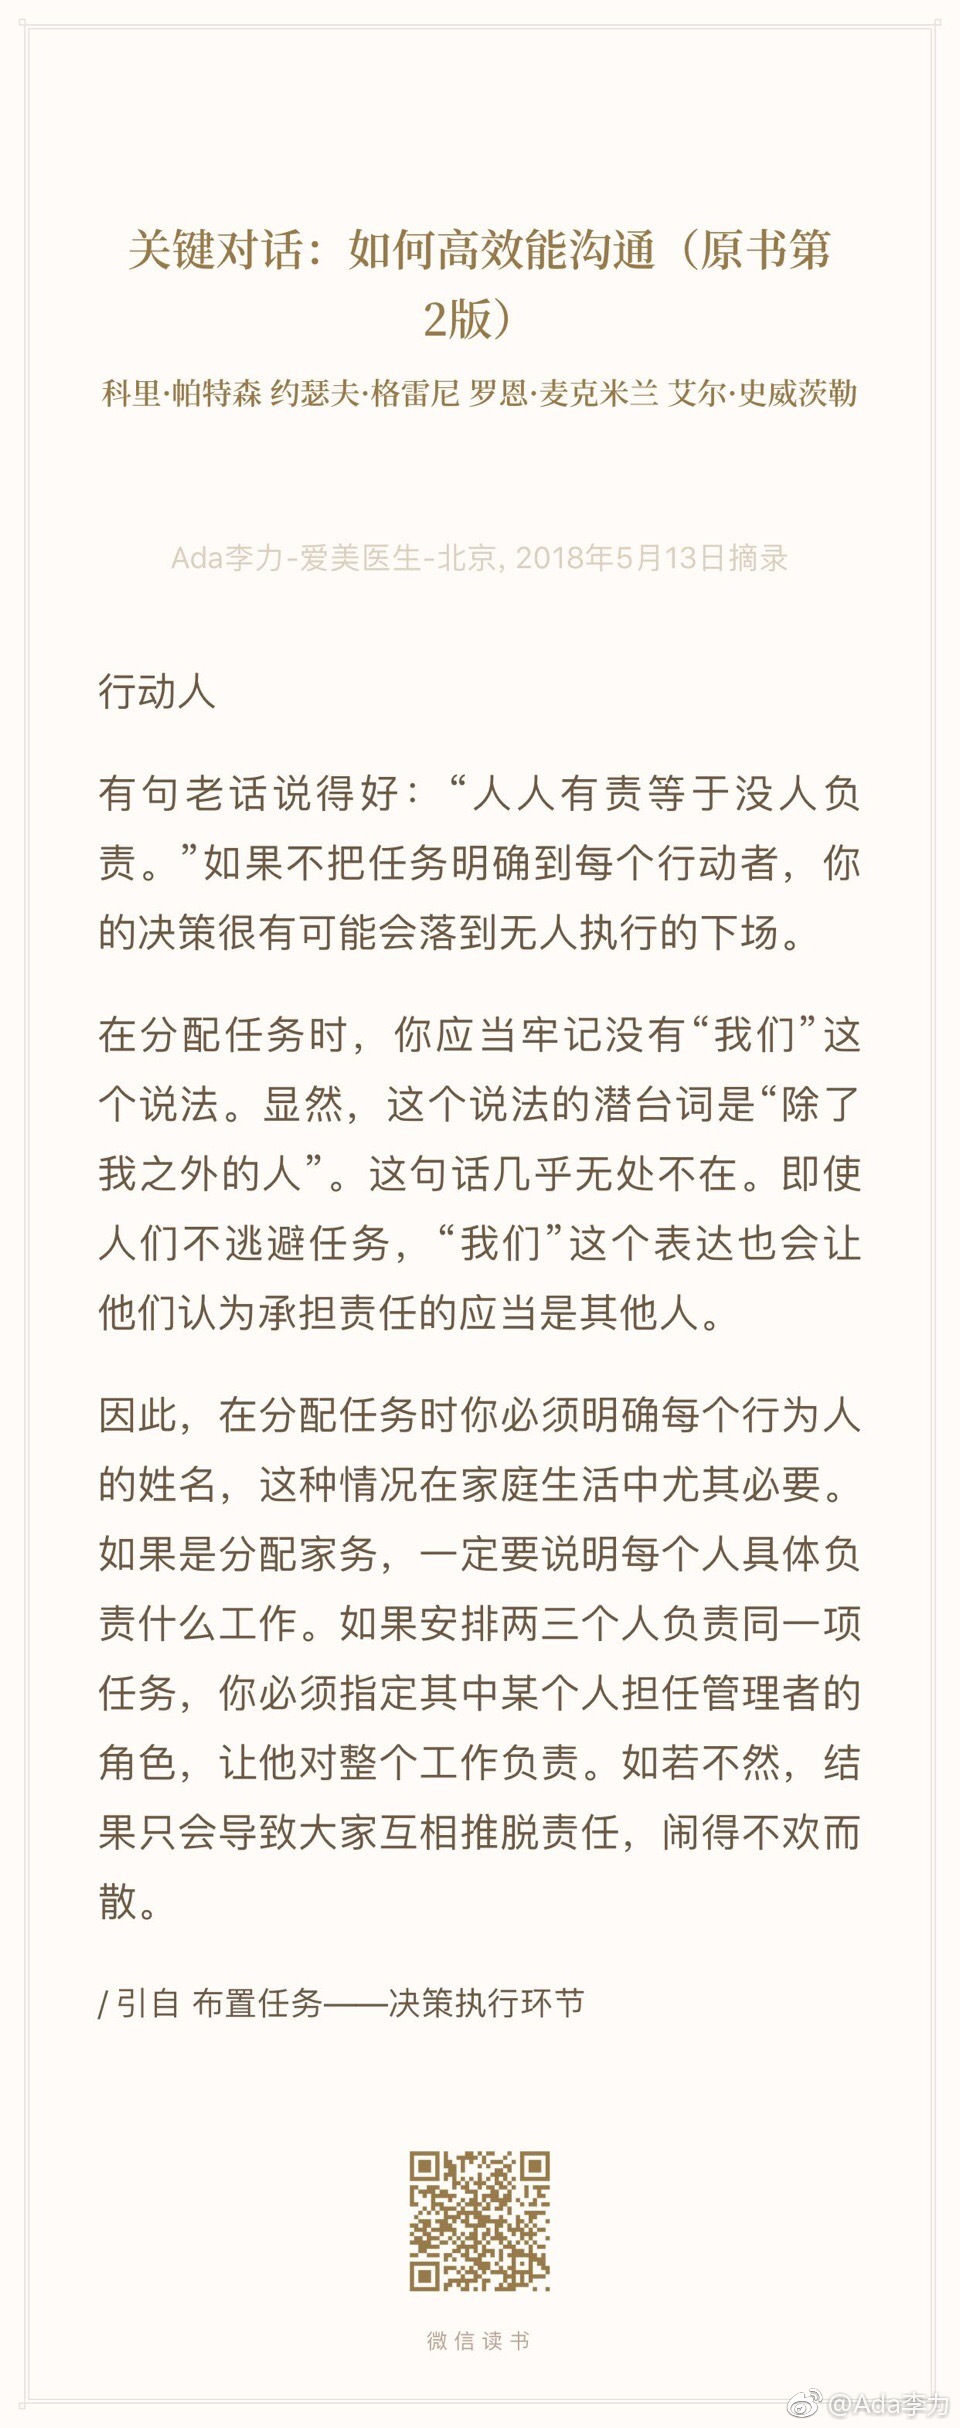 关键对话：如何高效能沟通（原书第
2版）
科里·帕特森 约瑟夫·格雷尼 罗恩·麦克米兰 艾尔·史威茨勒
Ada李力-爱美医生-北京, 2018年5月13日摘录
行动人
有句老话说得好：“人人有责等于没人负
责。”如果不把任务明确到每个行动者，你
的决策很有可能会落到无人执行的下场。
在分配任务时，你应当牢记没有“我们”这
个说法。显然，这个说法的潜台词是“除了
我之外的人”。这句话几乎无处不在。即使
人们不逃避任务，“我们”这个表达也会让
他们认为承担责任的应当是其他人。
因此，在分配任务时你必须明确每个行为人
的姓名，这种情况在家庭生活中尤其必要。
如果是分配家务，一定要说明每个人具体负
责什么工作。如果安排两三个人负责同一项
任务，你必须指定其中某个人担任管理者的
角色，让他对整个工作负责。如若不然，结
果只会导致大家互相推脱责任，闹得不欢而
散。
/ 引自 布置任务——决策执行环节
微信读书
@Ada李力